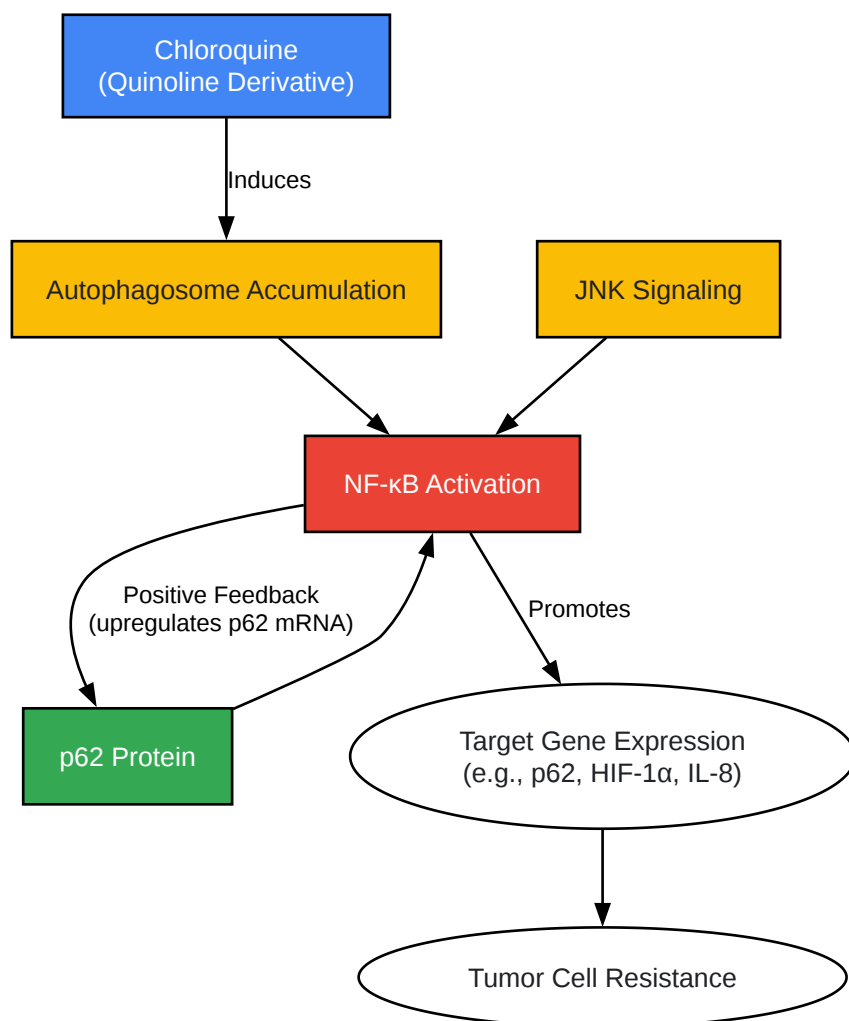 Chloroquine
(Quinoline Derivative)
Induces
Autophagosome Accumulation
JNK Signaling
NF-κB Activation
Positive Feedback
(upregulates p62 mRNA)
Promotes
p62 Protein
Target Gene Expression
(e.g., p62, HIF-1α, IL-8)
Tumor Cell Resistance